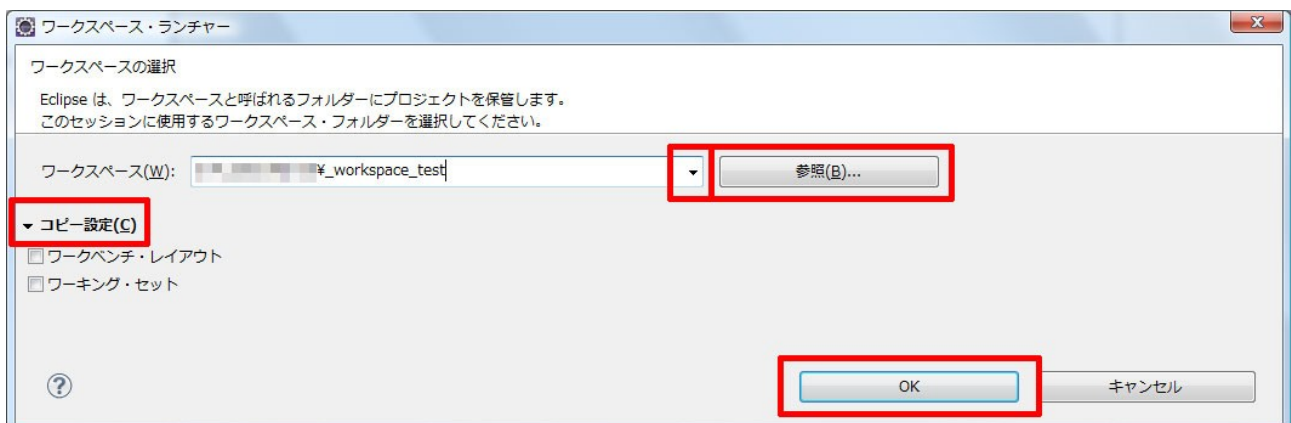 ワークスペース・ランチャー
X
ワークスペースの選択
Eclipse は、ワークスペースと呼ばれるフォルダーにプロジェクトを保管します。
このセッションに使用するワークスペース・フォルダーを選択してください。
ワークスペース(W): ¥_workspace_test 参照(B)...
コピー設定(C)
ワークベンチ・レイアウト
ワーキング・セット
? OK キャンセル